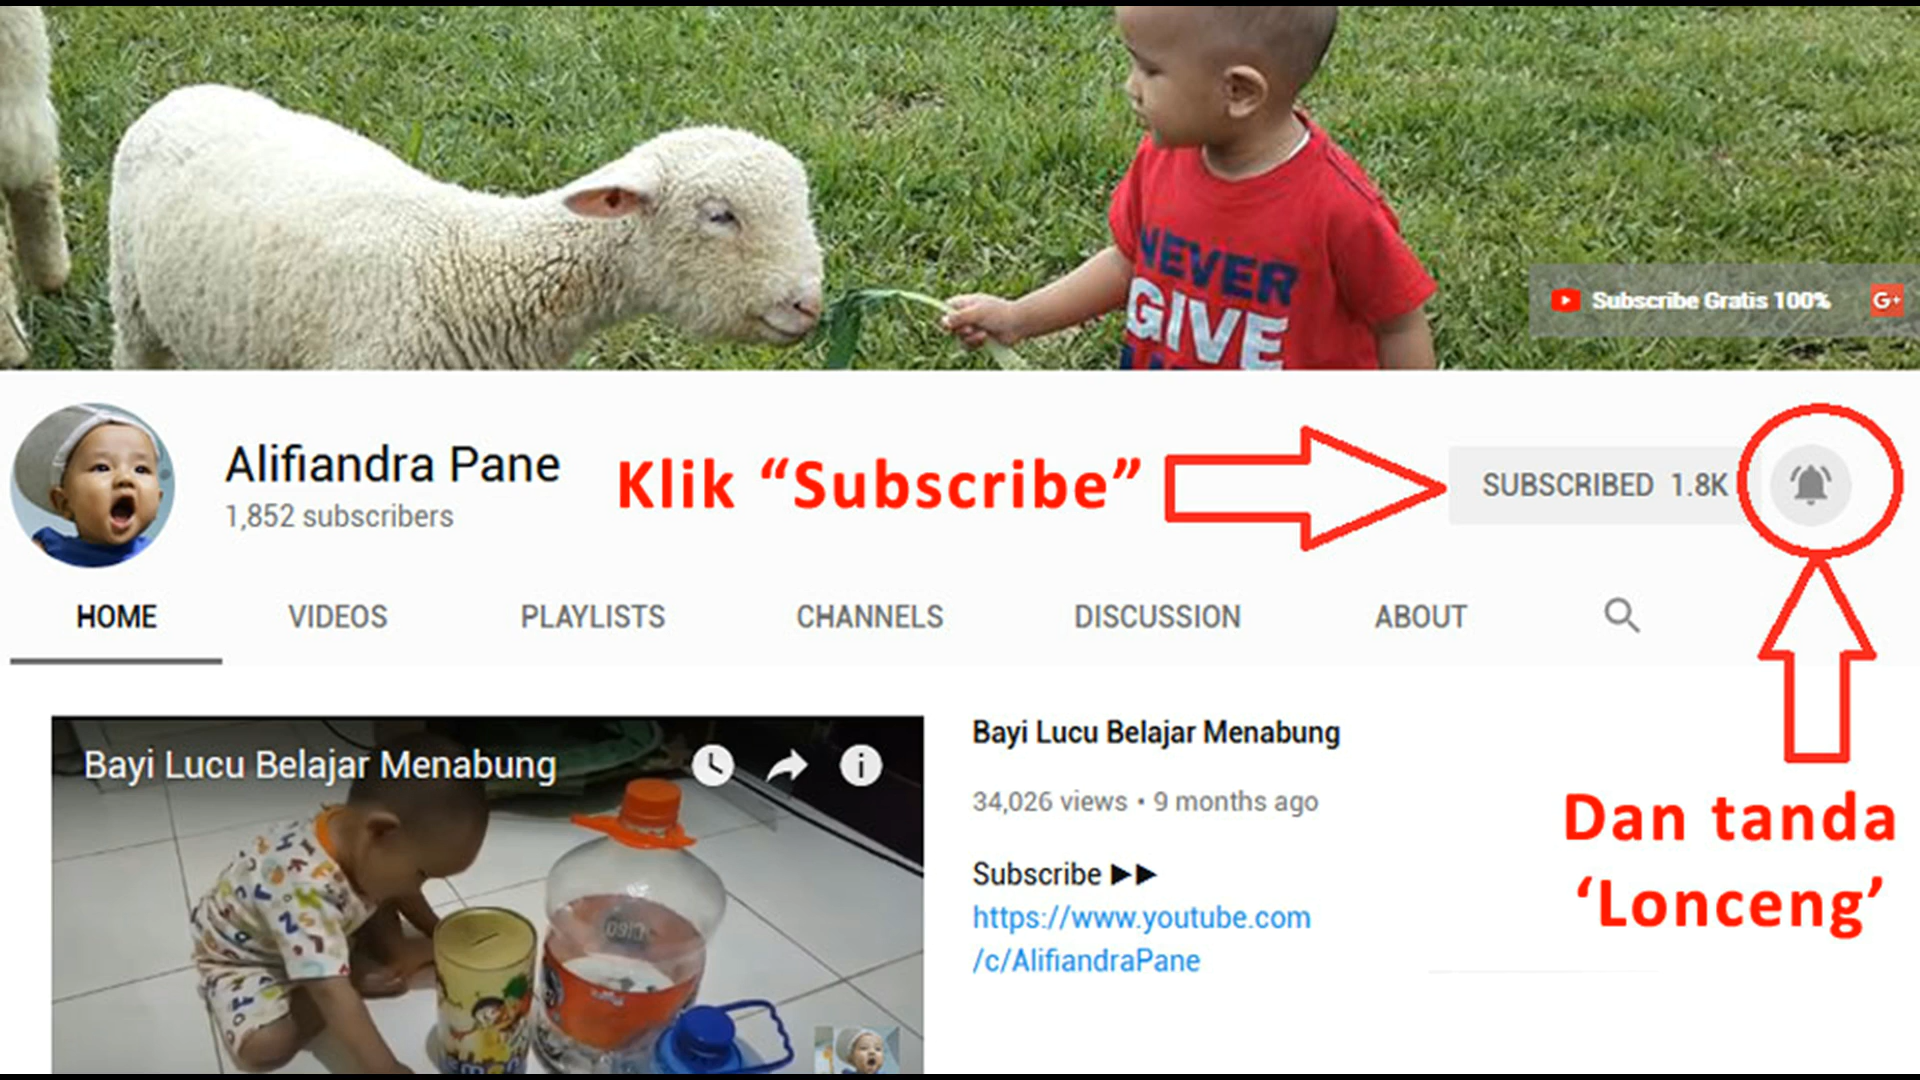 NEVER
GIVE
Subscribe Gratis 100%
G+
Alifiandra Pane
1,852 subscribers
Klik “Subscribe”
SUBSCRIBED 1.8K
HOME
VIDEOS
PLAYLISTS
CHANNELS
DISCUSSION
ABOUT
Bayi Lucu Belajar Menabung
Bayi Lucu Belajar Menabung
34,026 views • 9 months ago
Subscribe ▶▶
https://www.youtube.com
/c/AlifiandraPane
Dan tanda
‘Lonceng’